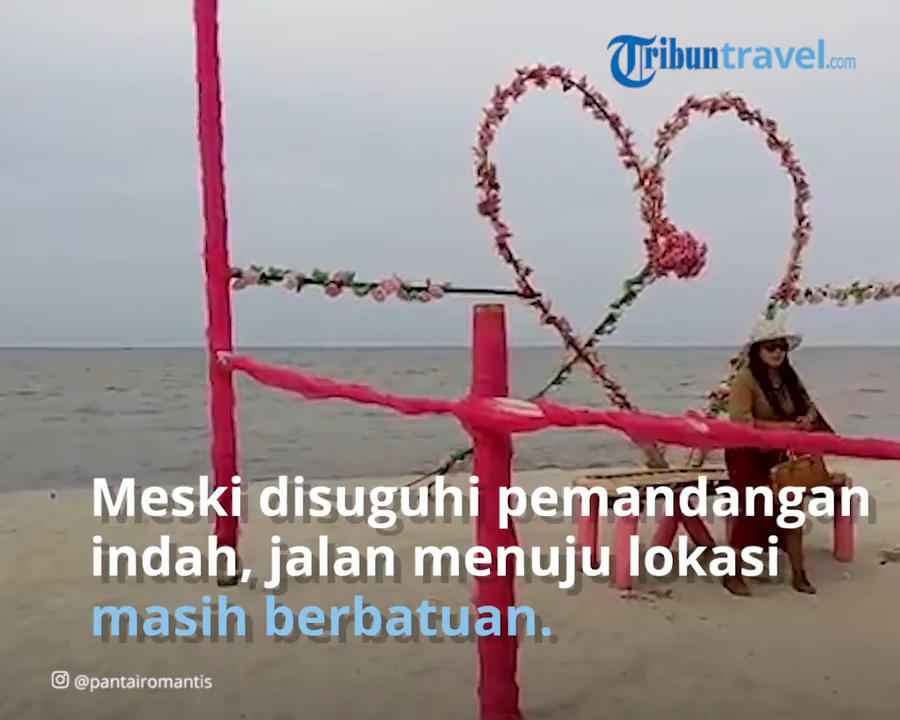 Tribuntravel.com
Meski disuguhi pemandangan
indah, jalan menuju lokasi
masih berbatuan.
@pantairomantis